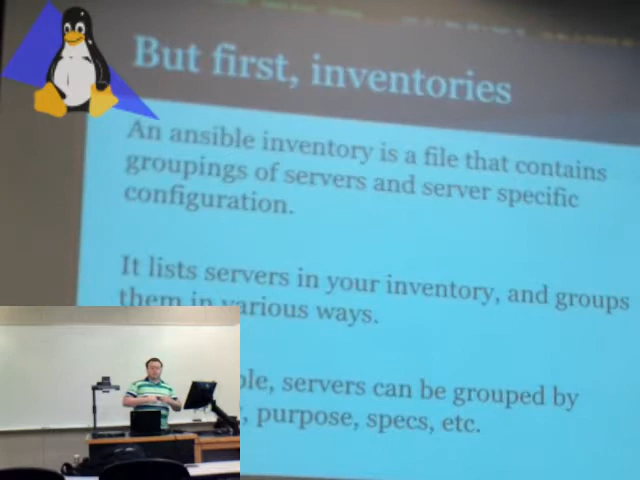 But first, inventories
An ansible inventory is a file that contains
groupings of servers and server specific
configuration.
It lists servers in your inventory, and groups
them in various ways.
servers can be grouped by
purpose, specs, etc.